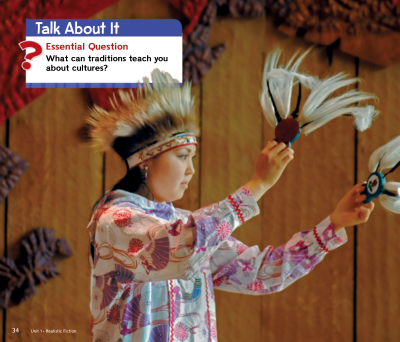 Talk About It
?
Essential Question
What can traditions teach you
about cultures?
34
Unit 1 • Realistic Fiction